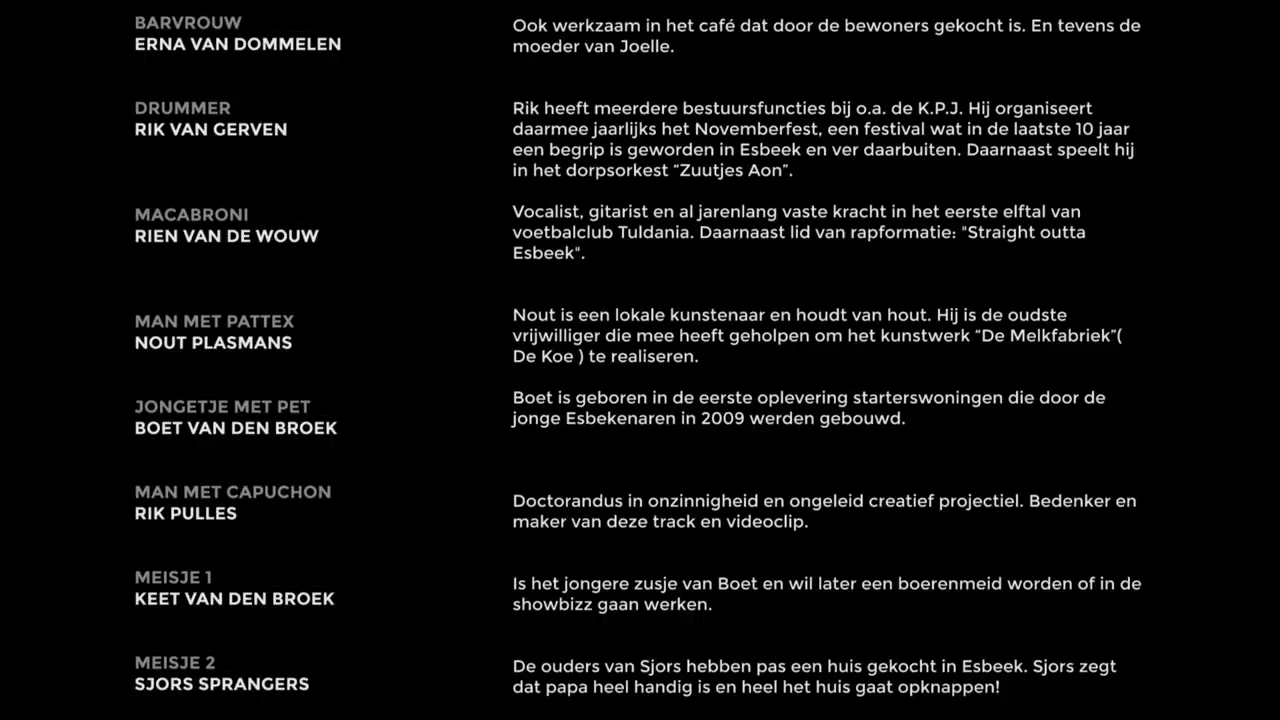 BARVROUW
ERNA VAN DOMMELEN
Ook werkzaam in het café dat door de bewoners gekocht is. En tevens de
moeder van Joelle.
DRUMMER
RIK VAN GERVEN
Rik heeft meerdere bestuursfuncties bij o.a. de K.P.J. Hij organiseert
daarmee jaarlijks het Novemberfest, een festival wat in de laatste 10 jaar
een begrip is geworden in Esbeek en ver daarbuiten. Daarnaast speelt hij
in het dorpsorkest “Zuutjes Aon”.
MACABRONI
RIEN VAN DE WOUW
Vocalist, gitarist en al jarenlang vaste kracht in het eerste elftal van
voetbalclub Tuldania. Daarnaast lid van rapformatie: "Straight outta
Esbeek".
MAN MET PATTEX
NOUT PLASMANS
Nout is een lokale kunstenaar en houdt van hout. Hij is de oudste
vrijwilliger die mee heeft geholpen om het kunstwerk “De Melkfabriek”(
De Koe ) te realiseren.
JONGETJE MET PET
BOET VAN DEN BROEK
Boet is geboren in de eerste oplevering starterswoningen die door de
jonge Esbekenaren in 2009 werden gebouwd.
MAN MET CAPUCHON
RIK PULLES
Doctorandus in onzinnigheid en ongeleid creatief projectiel. Bedenker en
maker van deze track en videoclip.
MEISJE 1
KEET VAN DEN BROEK
Is het jongere zusje van Boet en wil later een boerenmeid worden of in de
showbizz gaan werken.
MEISJE 2
SJORS SPRANGERS
De ouders van Sjors hebben pas een huis gekocht in Esbeek. Sjors zegt
dat papa heel handig is en heel het huis gaat opknappen!